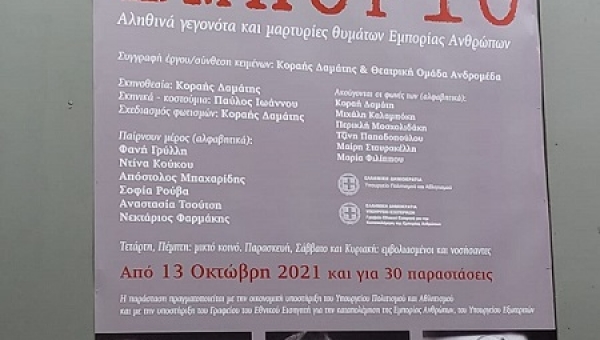 Αληθινά γεγονότα και μαρτυρίες θυμάτων Εμπορίας Ανθρώπων
Συγγραφή έργου/σύνθεση κειμένων: Κοραής Δαμάτης & Θεατρική Ομάδα Ανδρομέδα
Σκηνοθεσία: Κοραής Δαμάτης
Σκηνικά - κοστούμια: Παύλος Ιωάννου
Σχεδιασμός φωτισμών: Κοραής Δαμάτης
Παίρνουν μέρος (αλφαβητικά):
Φανή Γρύλλη
Ντίνα Κούκου
Απόστολος Μπαχαρίδης
Σοφία Ρούβα
Αναστασία Τσούτση
Νεκτάριος Φαρμάκης
Ακούγονται οι φωνές των (αλφαβητικά):
Κοραή Δαμάτη
Μιχάλη Καλαμπόκη
Περικλή Μοσχολιδάκη
Τζίνη Παπαδοπούλου
Μαίρη Σταυρακέλλη
Μαρία Φιλίππου
ΕΛΛΗΝΙΚΗ ΔΗΜΟΚΡΑΤΙΑ
Υπουργείο Πολιτισμού και Αθλητισμού
ΕΛΛΗΝΙΚΗ ΔΗΜΟΚΡΑΤΙΑ
ΥΠΟΥΡΓΕΙΟ ΕΞΩΤΕΡΙΚΩΝ
Τετάρτη, Πέμπτη: μικτό κοινό, Παρασκευή, Σάββατο και Κυριακή: εμβολιασμένοι και νοσήσαντες
Από 13 Οκτώβρη 2021 και για 30 παραστάσεις
Η παράσταση πραγματοποιείται με την οικονομική υποστήριξη του Υπουργείου Πολιτισμού και Αθλητισμού
και με την υποστήριξη του Γραφείου του Εθνικού Εισηγητή για την καταπολέμηση της Εμπορίας Ανθρώπων, του Υπουργείου Εξωτερικών